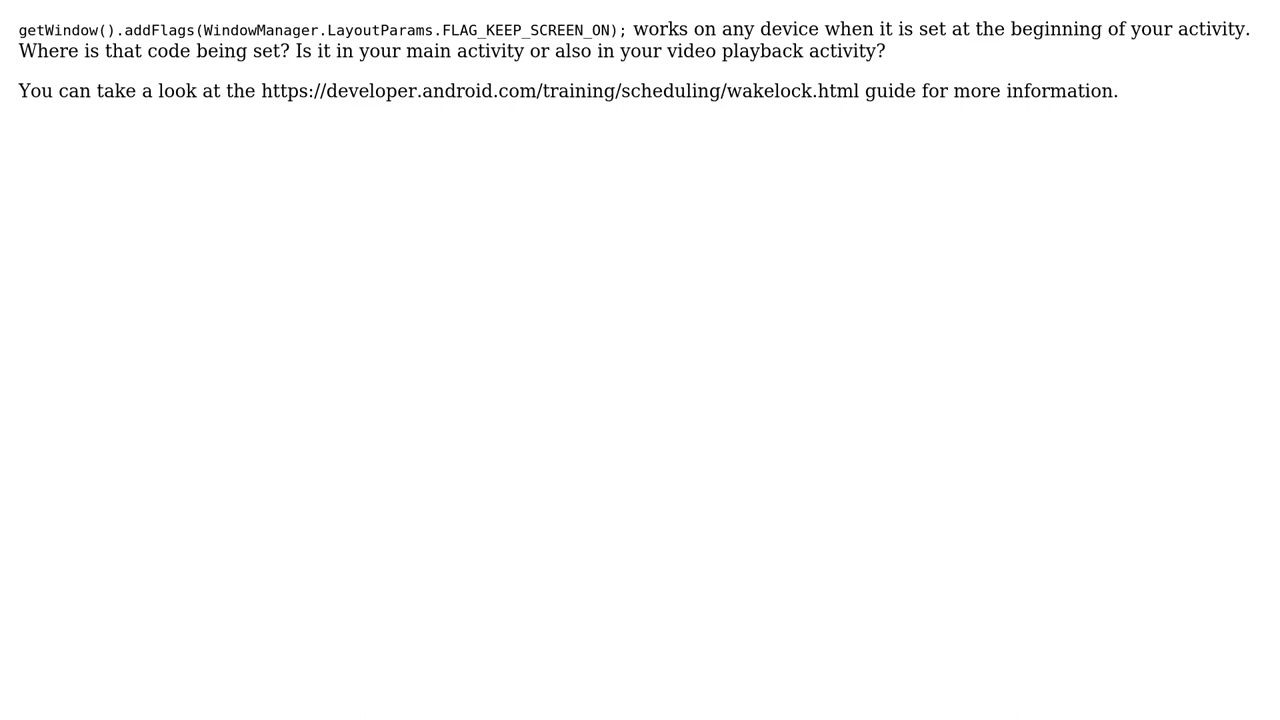 getWindow().addFlags(WindowManager.LayoutParams.FLAG_KEEP_SCREEN_ON); works on any device when it is set at the beginning of your activity.
Where is that code being set? Is it in your main activity or also in your video playback activity?
You can take a look at the https://developer.android.com/training/scheduling/wakelock.html guide for more information.